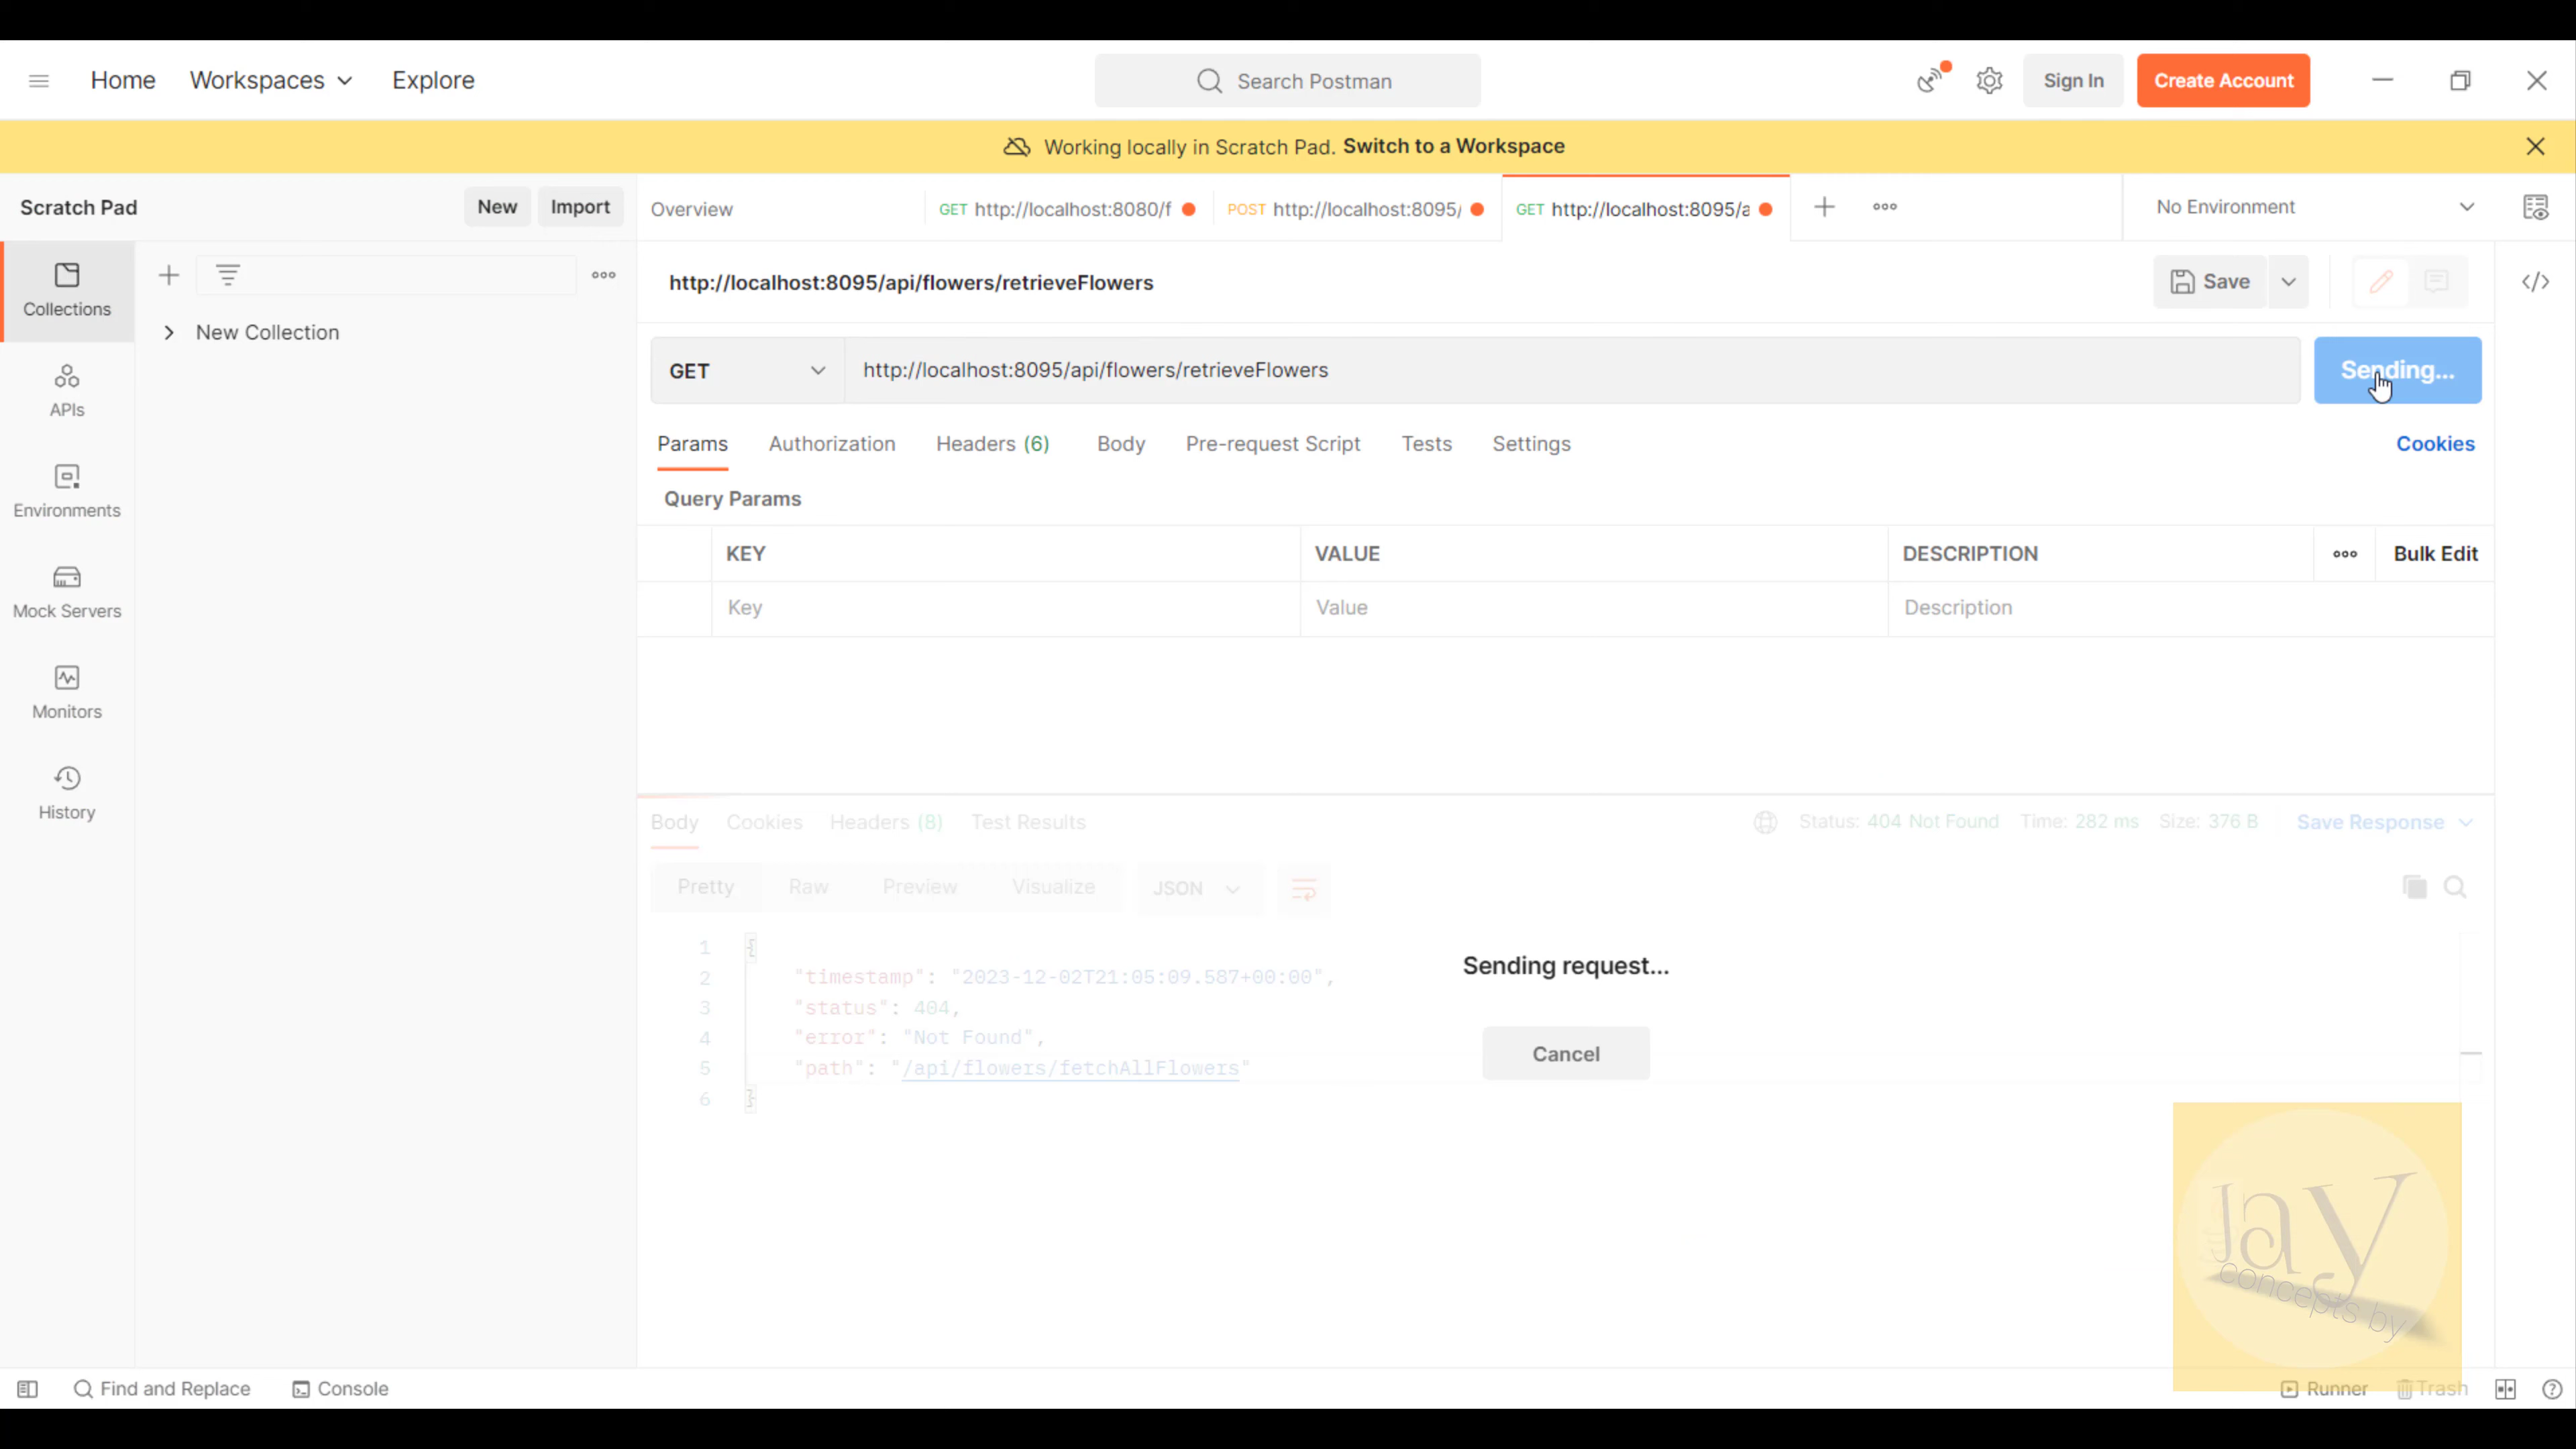 Home Workspaces Explore Search Postman Sign In Create Account
Working locally in Scratch Pad. Switch to a Workspace
Scratch Pad New Import Overview GET http://localhost:8080/f POST http://localhost:8095/ GET http://localhost:8095/a No Environment
Collections
New Collection
APIs
Environments
Mock Servers
Monitors
History
http://localhost:8095/api/flowers/retrieveFlowers Save
GET http://localhost:8095/api/flowers/retrieveFlowers Sending...
Params Authorization Headers (6) Body Pre-request Script Tests Settings Cookies
Query Params
KEY VALUE DESCRIPTION Bulk Edit
Key Value Description
Body Cookies Headers (8) Test Results Status: 404 Not Found Time: 282 ms Size: 376 B Save Response
Pretty Raw Preview Visualize JSON
Sending request...
Cancel
1 {
2 "timestamp": "2023-12-02T21:05:09.587+00:00",
3 "status": 404,
4 "error": "Not Found",
5 "path": "/api/flowers/fetchAllFlowers"
6 }
Jay
concepts by
Find and Replace Console Runner Trash